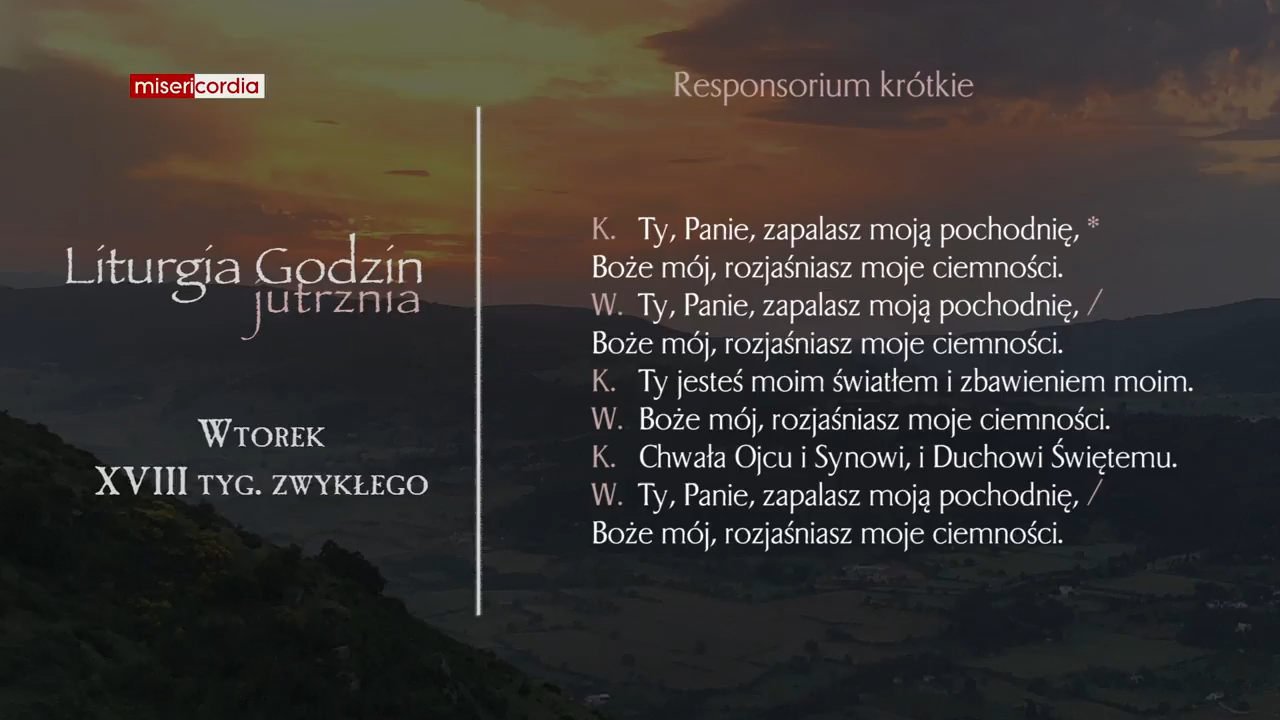 misericordia
Liturgia Godzin
jutrznia
Wtorek
XVIII tyg. zwykłego
Responsorium krótkie
K. Ty, Panie, zapalasz moją pochodnię, *
Boże mój, rozjaśniasz moje ciemności.
W. Ty, Panie, zapalasz moją pochodnię, /
Boże mój, rozjaśniasz moje ciemności.
K. Ty jesteś moim światłem i zbawieniem moim.
W. Boże mój, rozjaśniasz moje ciemności.
K. Chwała Ojcu i Synowi, i Duchowi Świętemu.
W. Ty, Panie, zapalasz moją pochodnię, /
Boże mój, rozjaśniasz moje ciemności.